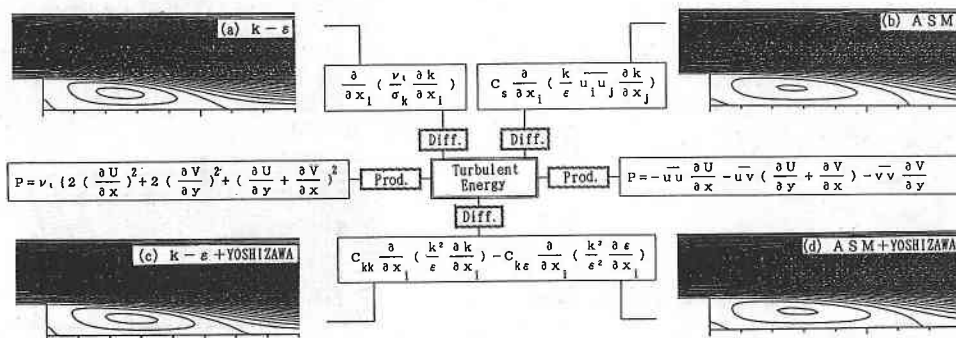 (a) k－ε
(b) ASM
∂/∂x_i ( ν_t/σ_k ∂k/∂x_i )
C_s ∂/∂x_i ( k/ε \overline{u_i u_j} ∂k/∂x_j )
Diff.
Diff.
P=ν_t {2 ( ∂U/∂x )^2 + 2 ( ∂V/∂y )^2 + ( ∂U/∂y + ∂V/∂x )^2
Prod.
Turbulent
Energy
Prod.
P=－\overline{uu} ∂U/∂x －\overline{uv} ( ∂U/∂y + ∂V/∂x ) －\overline{vv} ∂V/∂y
Diff.
(c) k－ε+YOSHIZAWA
(d) ASM+YOSHIZAWA
C_kk ∂/∂x_i ( k^2/ε ∂k/∂x_i ) －C_kε ∂/∂x_i ( k^3/ε^2 ∂ε/∂x_i )